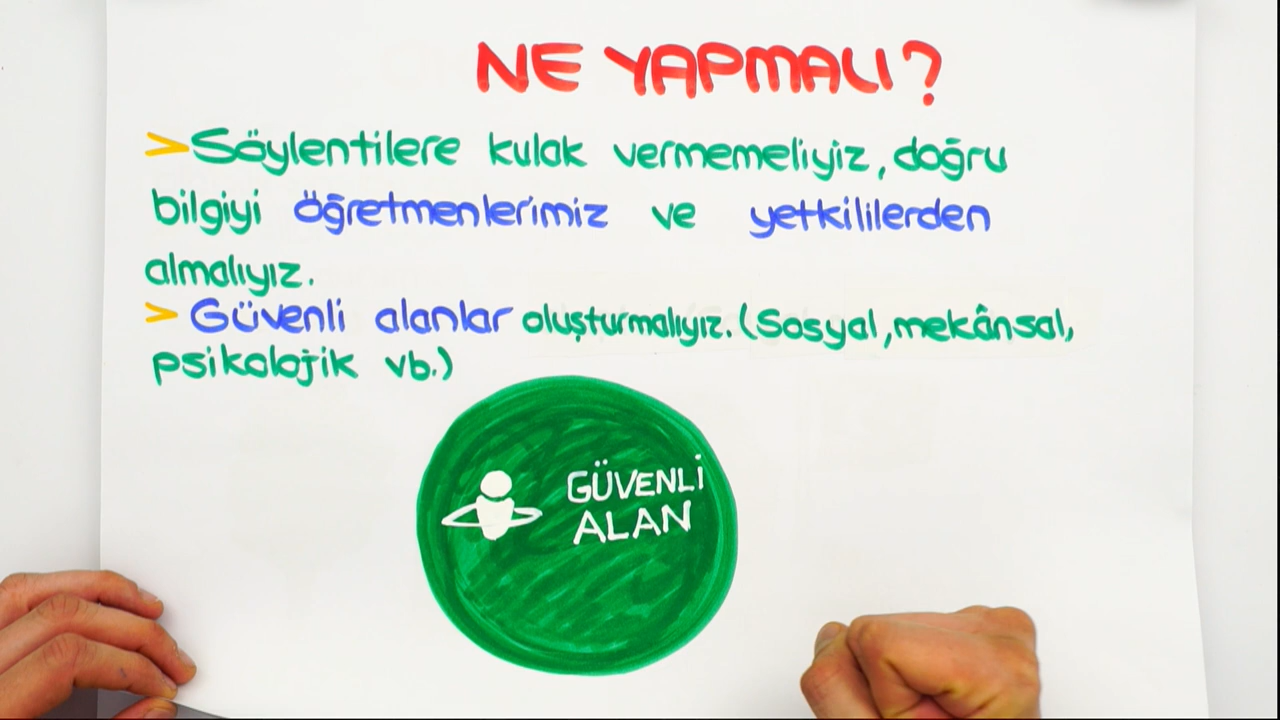 NE YAPMALI?
> Söylentilere kulak vermemeliyiz, doğru
bilgiyi öğretmenlerimiz ve yetkililerden
almalıyız.
> Güvenli alanlar oluşturmalıyız. (Sosyal, mekânsal,
psikolojik vb.)
GÜVENLİ
ALAN